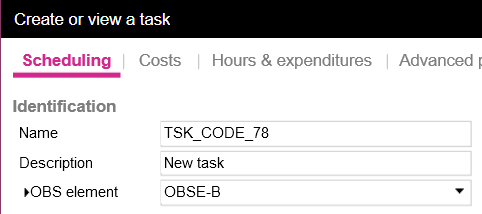 Create or view a task
Scheduling | Costs | Hours & expenditures | Advanced p
Identification
Name TSK_CODE_78
Description New task
OBS element OBSE-B